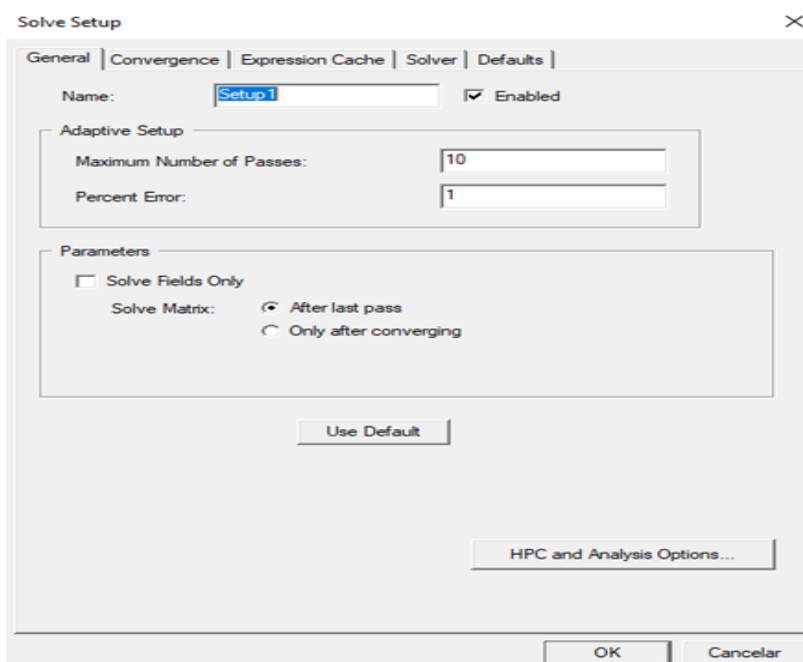 Solve Setup
General Convergence Expression Cache Solver Defaults
Name: Setup1 Enabled
Adaptive Setup
Maximum Number of Passes: 10
Percent Error: 1
Parameters
Solve Fields Only
Solve Matrix: After last pass
Only after converging
Use Default
HPC and Analysis Options...
OK Cancelar